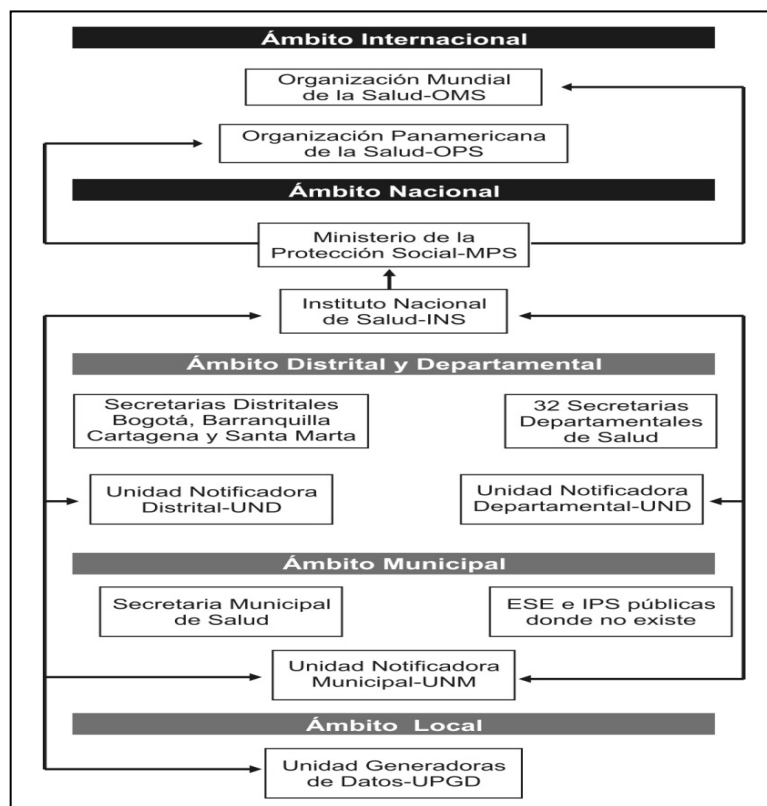 Ámbito Internacional
Organización Mundial
de la Salud-OMS
Organización Panamericana
de la Salud-OPS
Ámbito Nacional
Ministerio de la
Protección Social-MPS
Instituto Nacional
de Salud-INS
Ámbito Distrital y Departamental
Secretarias Distritales
Bogotá, Barranquilla
Cartagena y Santa Marta
32 Secretarias
Departamentales
de Salud
Unidad Notificadora
Distrital-UND
Unidad Notificadora
Departamental-UND
Ámbito Municipal
Secretaria Municipal
de Salud
ESE e IPS públicas
donde no existe
Unidad Notificadora
Municipal-UNM
Ámbito Local
Unidad Generadoras
de Datos-UPGD